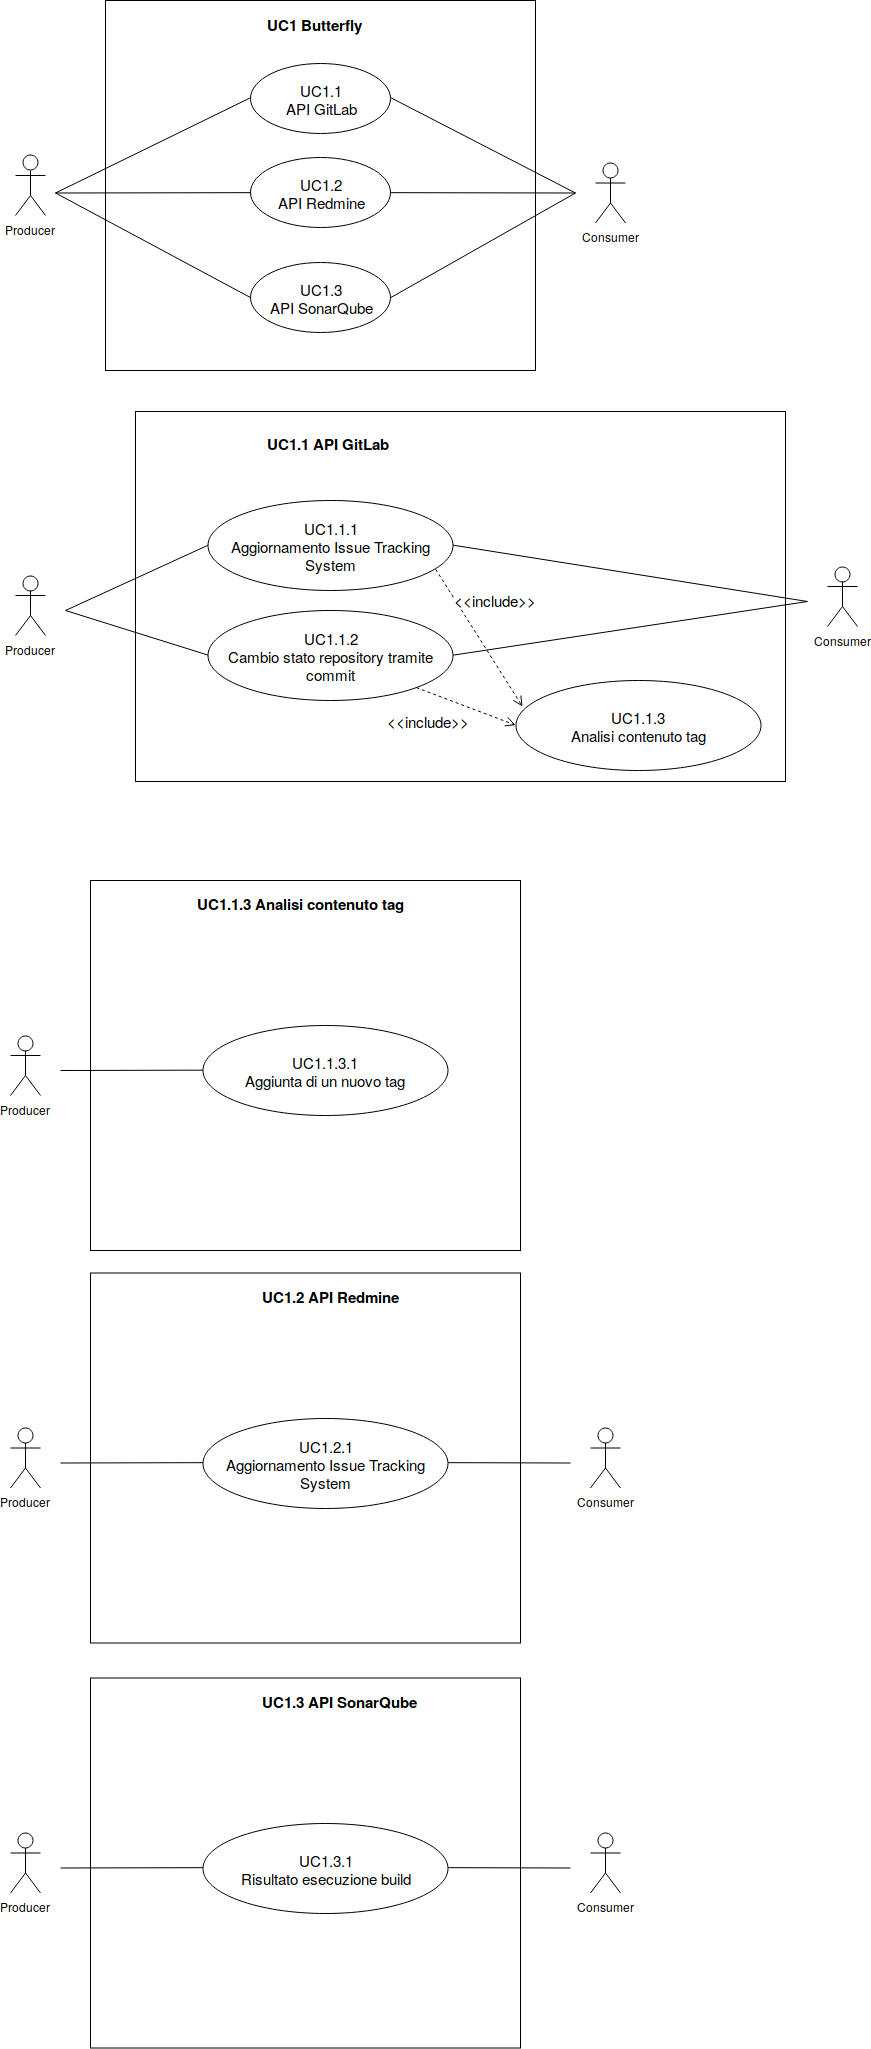 UC1 Butterfly
UC1.1
API GitLab
UC1.2
API Redmine
Producer
Consumer
UC1.3
API SonarQube
UC1.1 API GitLab
UC1.1.1
Aggiornamento Issue Tracking
System
<<include>>
Producer
Consumer
UC1.1.2
Cambio stato repository tramite
commit
<<include>>
UC1.1.3
Analisi contenuto tag
UC1.1.3 Analisi contenuto tag
UC1.1.3.1
Aggiunta di un nuovo tag
Producer
UC1.2 API Redmine
UC1.2.1
Aggiornamento Issue Tracking
System
Producer
Consumer
UC1.3 API SonarQube
UC1.3.1
Risultato esecuzione build
Producer
Consumer